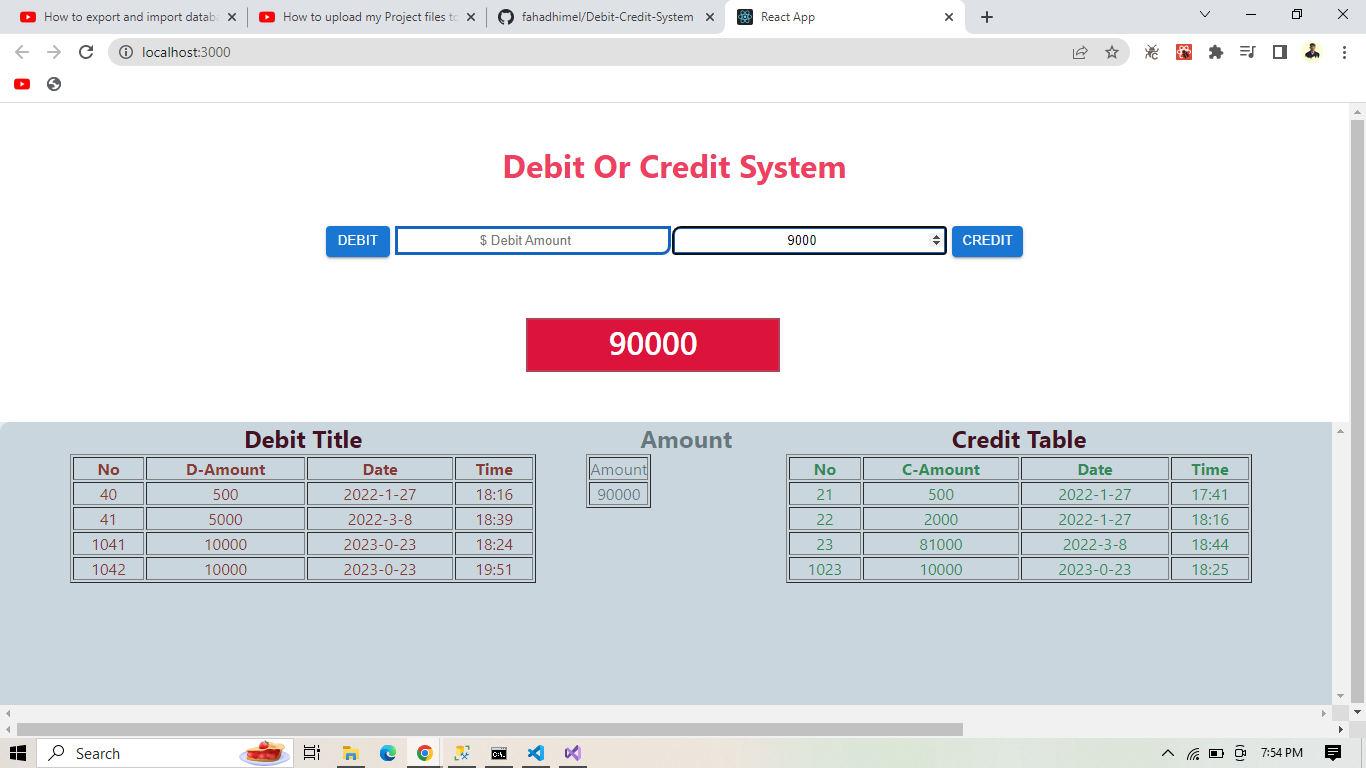 How to export and import databa
How to upload my Project files to
fahadhimel/Debit-Credit-System
React App
localhost:3000
Debit Or Credit System
DEBIT $ Debit Amount 9000 CREDIT
90000
Debit Title Amount Credit Table
No D-Amount Date Time Amount No C-Amount Date Time
40 500 2022-1-27 18:16 90000 21 500 2022-1-27 17:41
41 5000 2022-3-8 18:39 22 2000 2022-1-27 18:16
1041 10000 2023-0-23 18:24 23 81000 2022-3-8 18:44
1042 10000 2023-0-23 19:51 1023 10000 2023-0-23 18:25
Search 7:54 PM